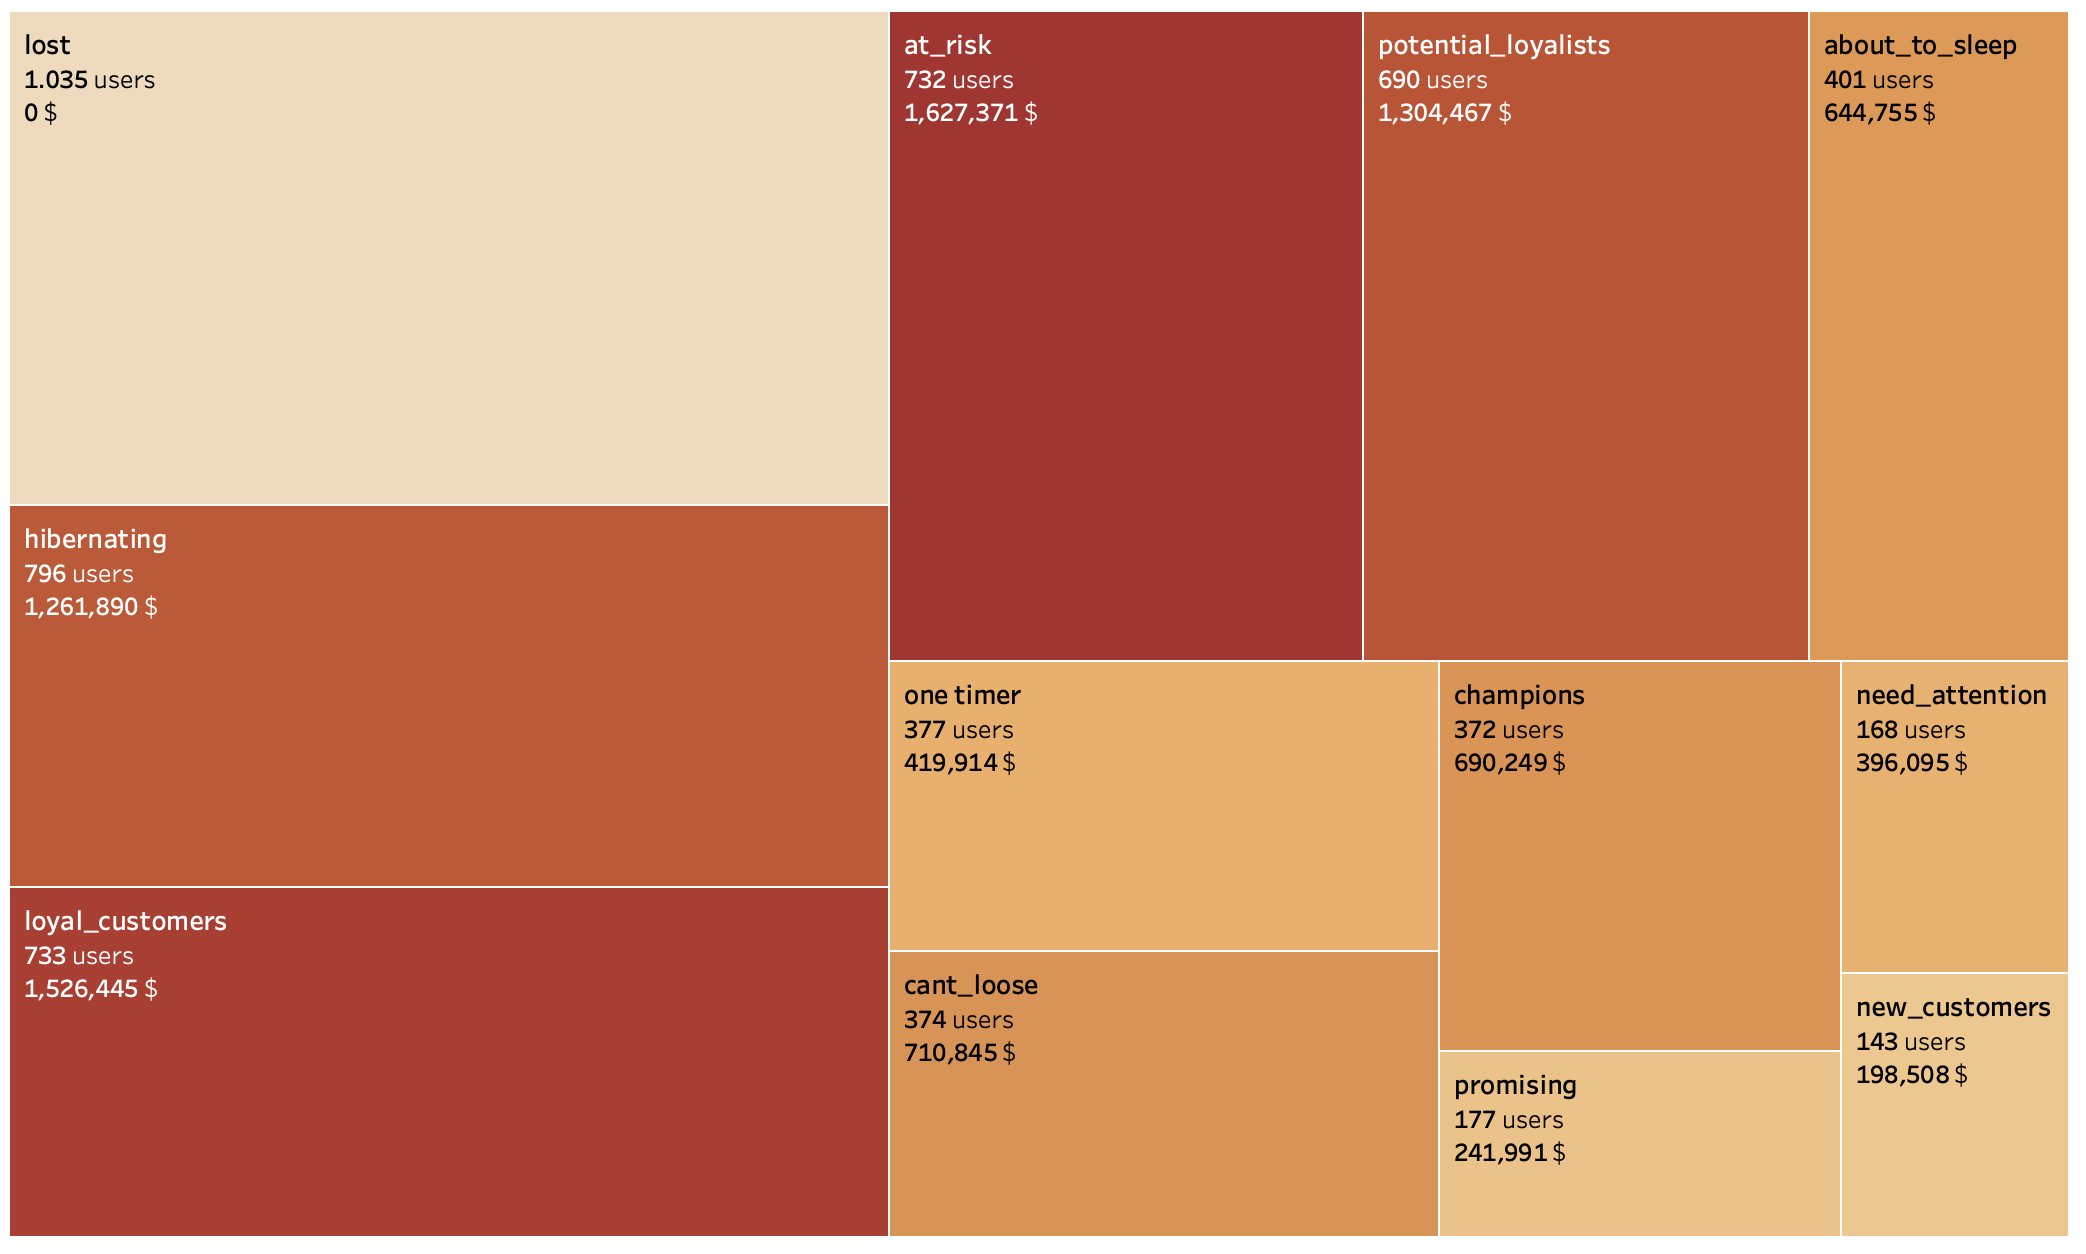 lost
1.035 users
0 $
at_risk
732 users
1,627,371 $
potential_loyalists
690 users
1,304,467 $
about_to_sleep
401 users
644,755 $
hibernating
796 users
1,261,890 $
one timer
377 users
419,914 $
champions
372 users
690,249 $
need_attention
168 users
396,095 $
loyal_customers
733 users
1,526,445 $
cant_loose
374 users
710,845 $
new_customers
143 users
198,508 $
promising
177 users
241,991 $